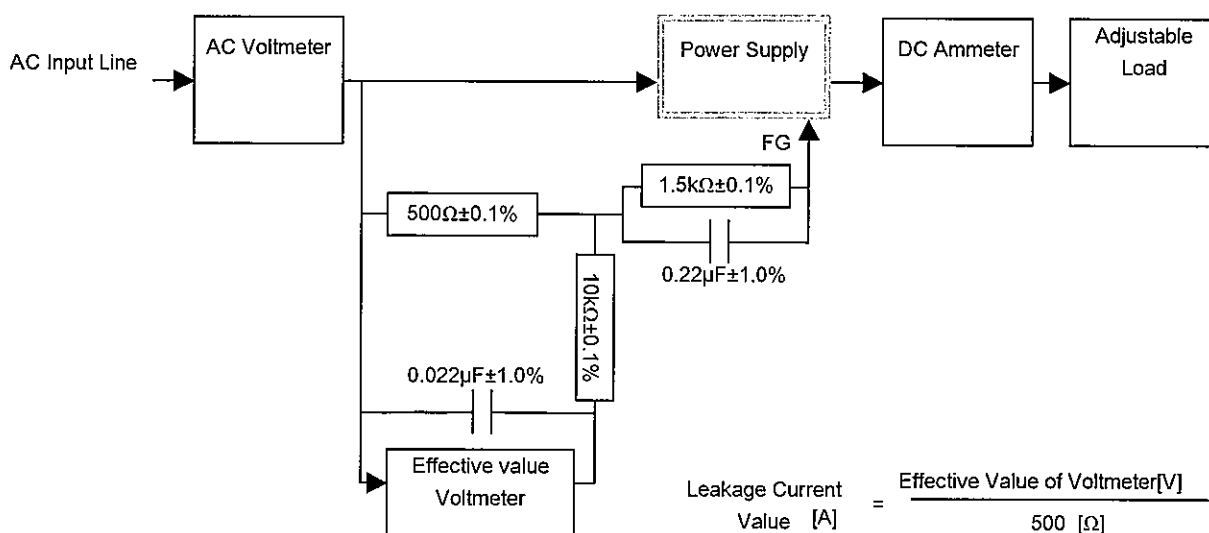 AC Input Line
AC Voltmeter
Power Supply
DC Ammeter
Adjustable
Load
FG
1.5kΩ±0.1%
500Ω±0.1%
0.22µF±1.0%
10kΩ±0.1%
0.022µF±1.0%
Effective value
Voltmeter
Leakage Current
Value [A]
=
Effective Value of Voltmeter[V]
500 [Ω]